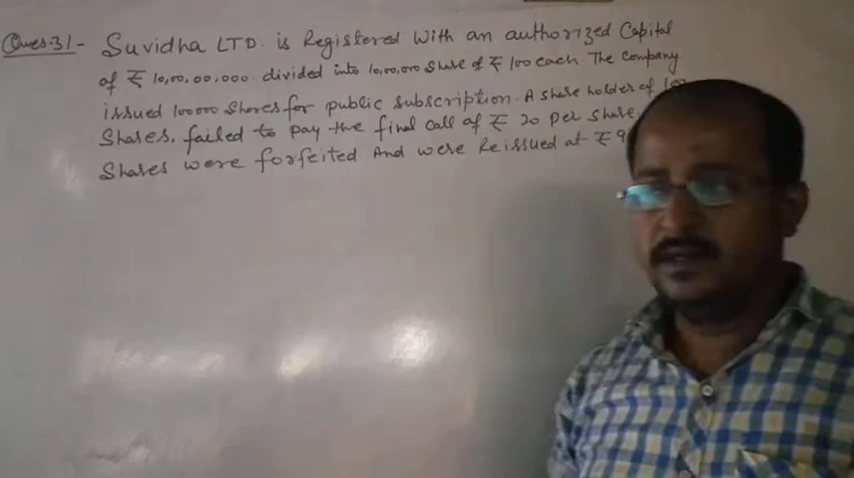 Ques.3/- Suvidha LTD. is Registered with an authorized Capital
of ₹ 10,00,00,000 divided into 10,00,000 Share of ₹ 100 each. The company
issued 100000 Shares for public subscription. A share holder of
Shares, failed to pay the final call of ₹ 20 per share
Shares were forfeited And were Reissued at ₹ 9